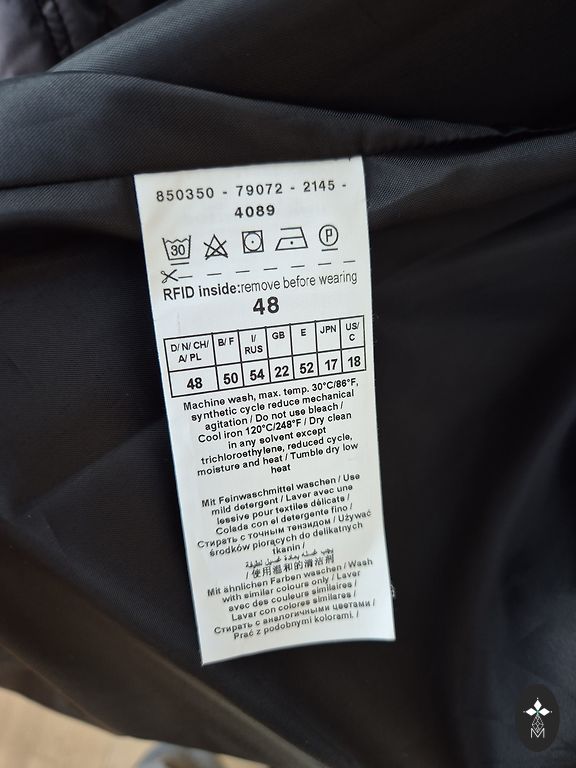 850350 - 79072 - 2145 -
4089
30
P
RFID inside:remove before wearing
48
D/ N/ CH/ A/ PL B/ F I/ RUS GB E JPN US/ C
48 50 54 22 52 17 18
Machine wash, max. temp. 30°C/86°F,
synthetic cycle reduce mechanical
agitation / Do not use bleach /
Cool iron 120°C/248°F / Dry clean
in any solvent except
trichloroethylene, reduced cycle,
moisture and heat / Tumble dry low
heat
Mit Feinwaschmittel waschen / Use
mild detergent / Laver avec une
lessive pour textiles délicats /
Colada con el detergente fino /
Стирать с точным тензидом / Używać
środków piorących do delikatnych
tkanin /
يجب غسله بمادة غسيل لطيفة
/ 使用温和的清洁剂
Mit ähnlichen Farben waschen / Wash
with similar colours only / Laver
avec des couleurs similaires /
Lavar con colores similares /
Стирать с аналогичными цветами /
Prać z podobnymi kolorami. /
M